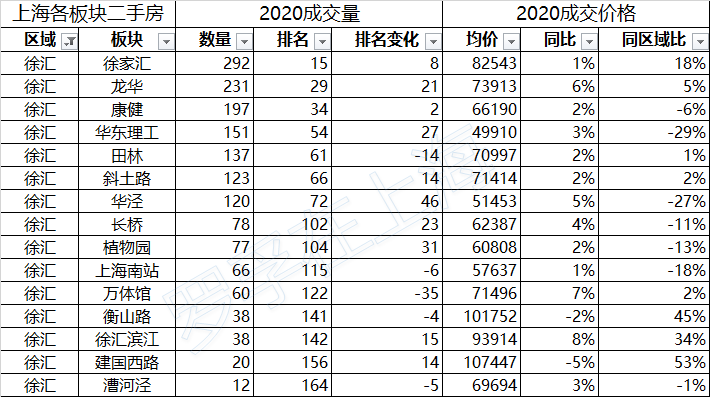 上海各板块二手房 2020成交量 2020成交价格
区域 板块 数量 排名 排名变化 均价 同比 同区域比
徐汇 徐家汇 292 15 8 82543 1% 18%
徐汇 龙华 231 29 21 73913 6% 5%
徐汇 康健 197 34 2 66190 2% -6%
徐汇 华东理工 151 54 27 49910 3% -29%
徐汇 田林 137 61 -14 70997 2% 1%
徐汇 斜土路 123 66 14 71414 2% 2%
徐汇 华泾 120 72 46 51453 5% -27%
徐汇 长桥 78 102 23 62387 4% -11%
徐汇 植物园 77 104 31 60808 2% -13%
徐汇 上海南站 66 115 -6 57637 1% -18%
徐汇 万体馆 60 122 -35 71496 7% 2%
徐汇 衡山路 38 141 -4 101752 -2% 45%
徐汇 徐汇滨江 38 142 15 93914 8% 34%
徐汇 建国西路 20 156 14 107447 -5% 53%
徐汇 漕河泾 12 164 -5 69694 3% -1%